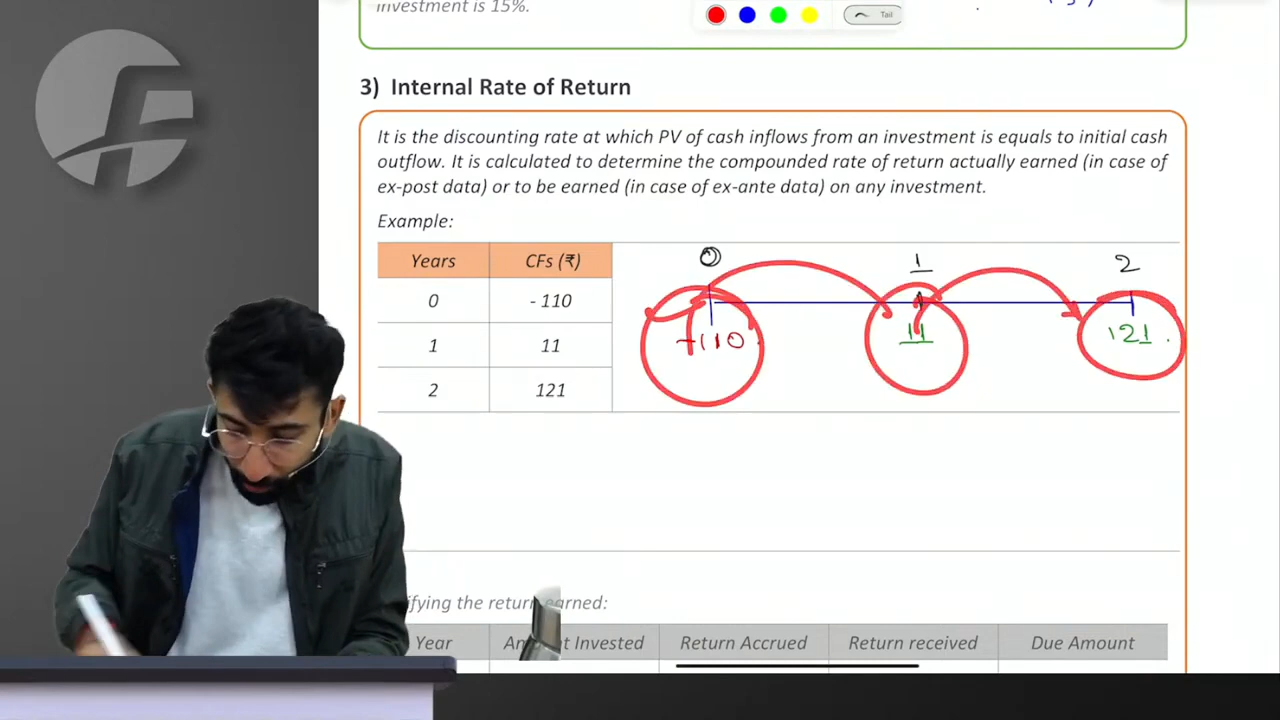 investment is 15%.
Tail
3) Internal Rate of Return
It is the discounting rate at which PV of cash inflows from an investment is equals to initial cash
outflow. It is calculated to determine the compounded rate of return actually earned (in case of
ex-post data) or to be earned (in case of ex-ante data) on any investment.
Example:
Years CFs (₹)
0 - 110
1 11
2 121
0 1 2
-110 11 121
ifying the return earned:
Year Am nt Invested Return Accrued Return received Due Amount